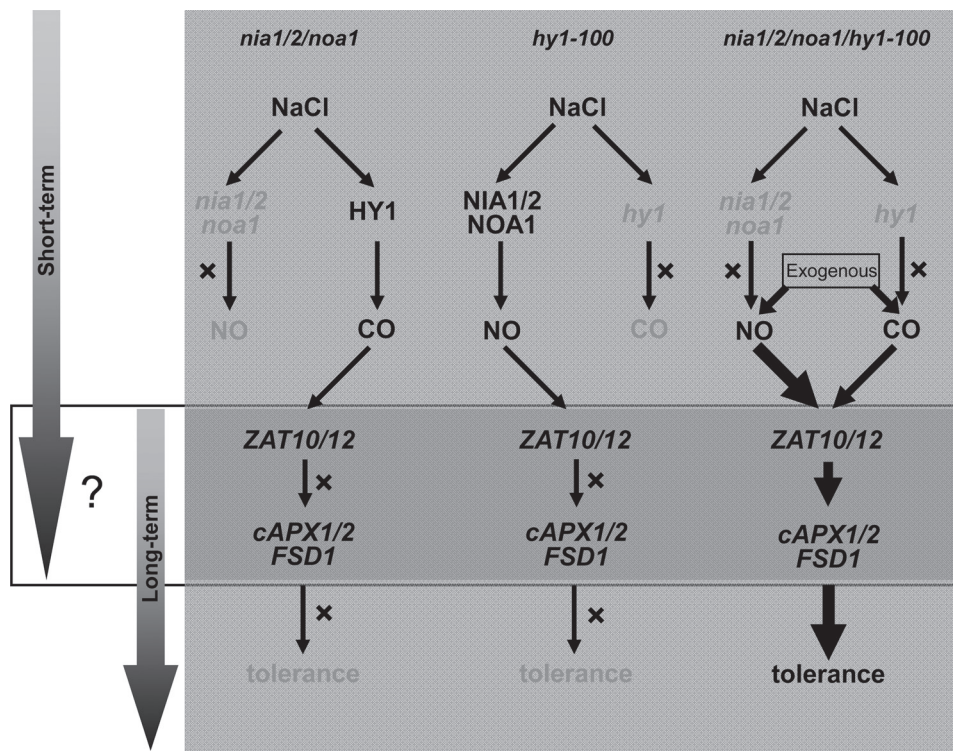 nia1/2/noa1
hy1-100
nia1/2/noa1/hy1-100
NaCl
NaCl
NaCl
nia1/2
noa1
HY1
NIA1/2
NOA1
hy1
nia1/2
noa1
hy1
×
×
×
Exogenous
×
NO
CO
NO
CO
NO
CO
Short-term
?
Long-term
ZAT10/12
ZAT10/12
ZAT10/12
×
×
cAPX1/2
FSD1
cAPX1/2
FSD1
cAPX1/2
FSD1
×
×
tolerance
tolerance
tolerance